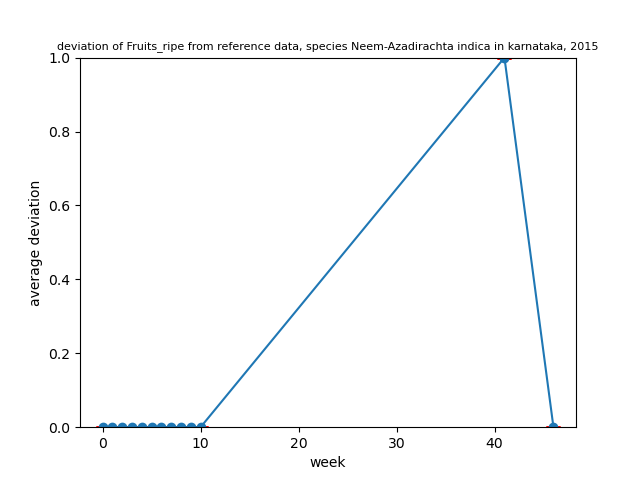 deviation of Fruits_ripe from reference data, species Neem-Azadirachta indica in karnataka, 2015
1.0
0.8
0.6
0.4
0.2
0.0
average deviation
0 10 20 30 40
week